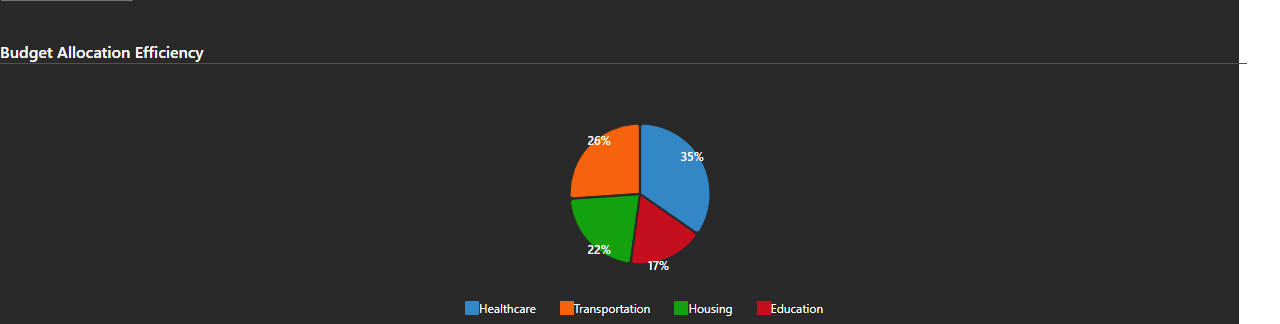 Budget Allocation Efficiency
26%
35%
22%
17%
Healthcare Transportation Housing Education